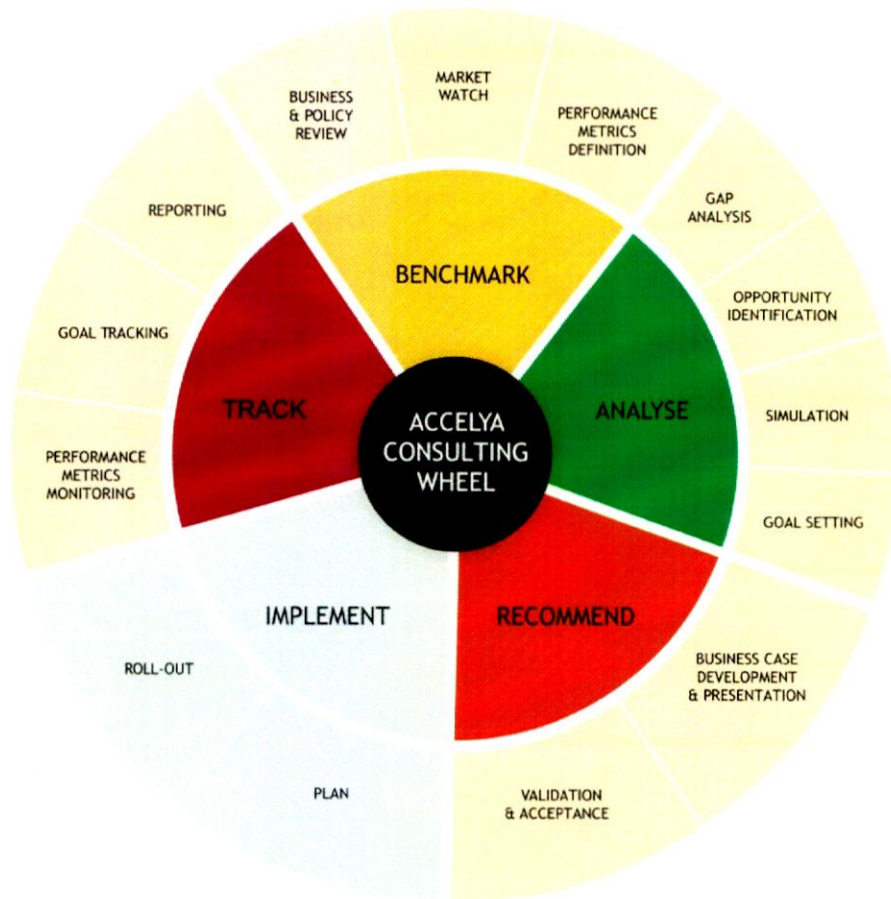 ACCELYA
CONSULTING
WHEEL
BENCHMARK
BUSINESS
& POLICY
REVIEW
MARKET
WATCH
PERFORMANCE
METRICS
DEFINITION
ANALYSE
GAP
ANALYSIS
OPPORTUNITY
IDENTIFICATION
SIMULATION
GOAL SETTING
RECOMMEND
BUSINESS CASE
DEVELOPMENT
& PRESENTATION
VALIDATION
& ACCEPTANCE
IMPLEMENT
PLAN
ROLL-OUT
TRACK
PERFORMANCE
METRICS
MONITORING
GOAL TRACKING
REPORTING